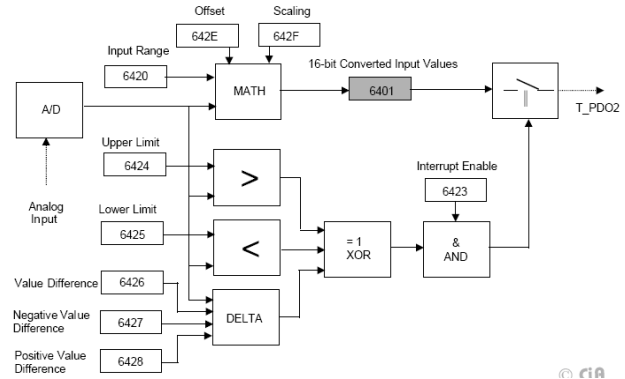 Offset
Scaling
642E
642F
Input Range
6420
MATH
16-bit Converted Input Values
6401
T_PDO2
A/D
Analog
Input
Upper Limit
6424
>
Lower Limit
6425
<
Interrupt Enable
6423
= 1
XOR
&
AND
Value Difference
6426
Negative Value
Difference
6427
DELTA
Positive Value
Difference
6428
© CiA